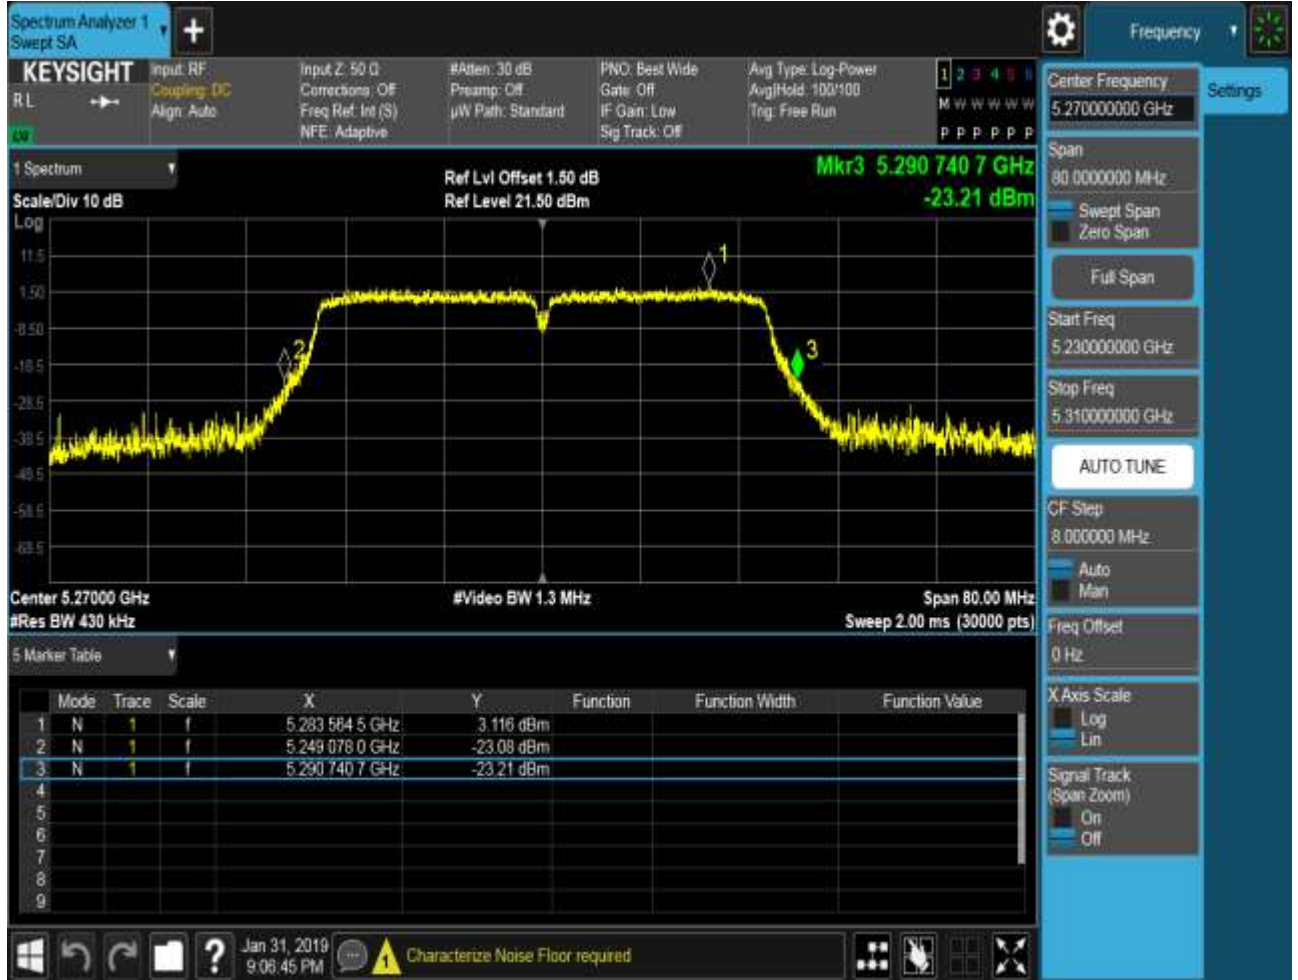 Spectrum Analyzer 1
Swept SA
+
Frequency
KEYSIGHT
RL
Input: RF
Coupling: DC
Align: Auto
Input Z: 50 Ω
Corrections: Off
Freq Ref: Int (S)
NFE: Adaptive
#Atten: 30 dB
Preamp: Off
µW Path: Standard
PNO: Best Wide
Gate: Off
IF Gain: Low
Sig Track: Off
Avg Type: Log-Power
Avg|Hold: 100/100
Trig: Free Run
1 2 3 4 5 6
M W W W W W
P P P P P P
1 Spectrum
Scale/Div 10 dB
Ref Lvl Offset 1.50 dB
Ref Level 21.50 dBm
Mkr3 5.290 740 7 GHz
-23.21 dBm
Log
11.5
1.50
-8.50
-18.5
-28.5
-38.5
-48.5
-58.5
-68.5
1
2
3
Center 5.27000 GHz
#Video BW 1.3 MHz
Span 80.00 MHz
#Res BW 430 kHz
Sweep 2.00 ms (30000 pts)
5 Marker Table
Mode Trace Scale X Y Function Function Width Function Value
1 N 1 f 5.283 564 5 GHz 3.116 dBm
2 N 1 f 5.249 078 0 GHz -23.08 dBm
3 N 1 f 5.290 740 7 GHz -23.21 dBm
4
5
6
7
8
9
Center Frequency
5.270000000 GHz
Settings
Span
80.0000000 MHz
Swept Span
Zero Span
Full Span
Start Freq
5.230000000 GHz
Stop Freq
5.310000000 GHz
AUTO TUNE
CF Step
8.000000 MHz
Auto
Man
Freq Offset
0 Hz
X Axis Scale
Log
Lin
Signal Track
(Span Zoom)
On
Off
?
Jan 31, 2019
9:06:45 PM
1
Characterize Noise Floor required